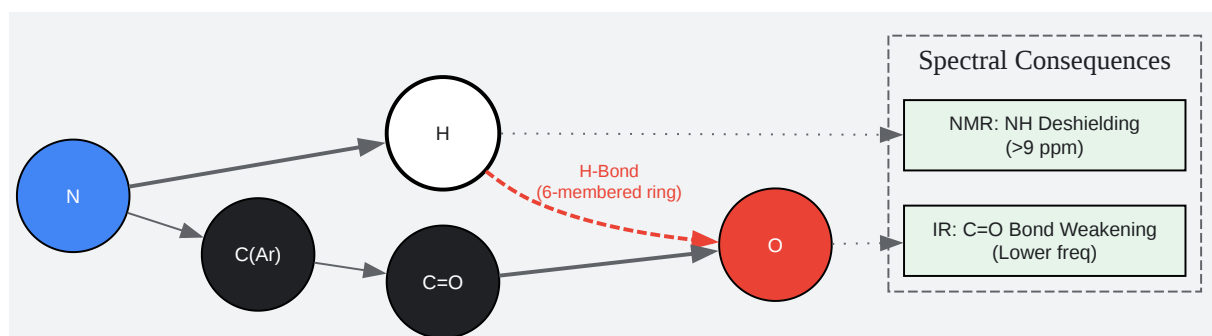 Spectral Consequences
H
NMR: NH Deshielding
(>9 ppm)
H-Bond
(6-membered ring)
N
C(Ar)
C=O
O
IR: C=O Bond Weakening
(Lower freq)